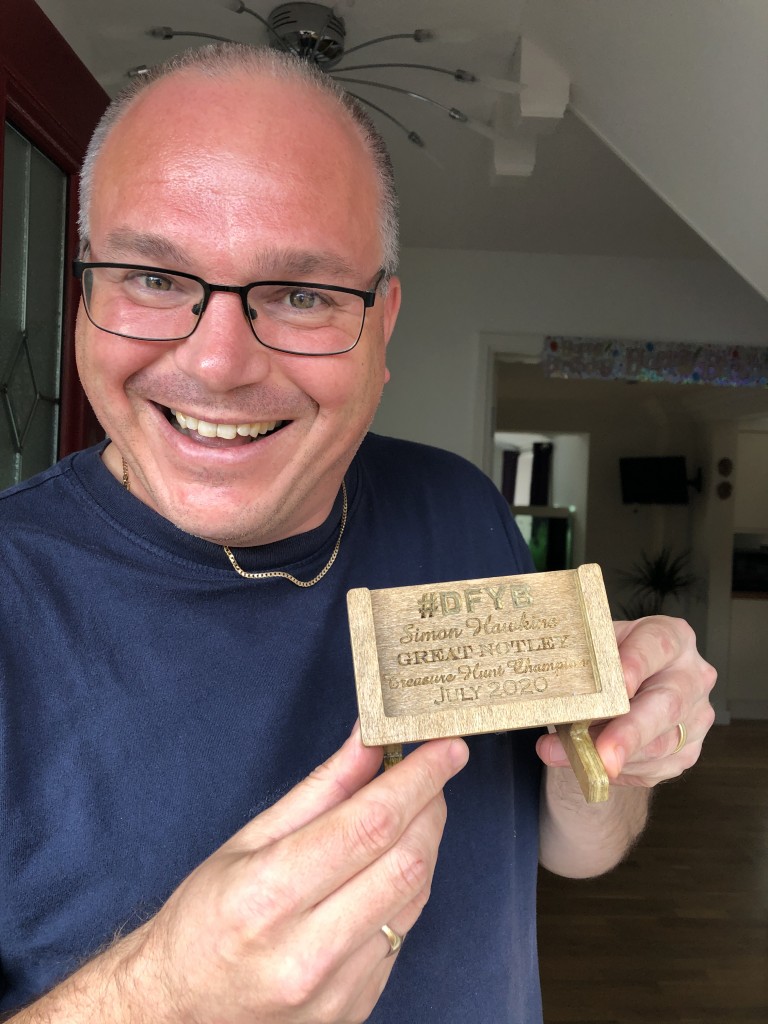 #DFYB
Simon Hawkins
GREAT NOTLEY
Treasure Hunt Champion
JULY 2020